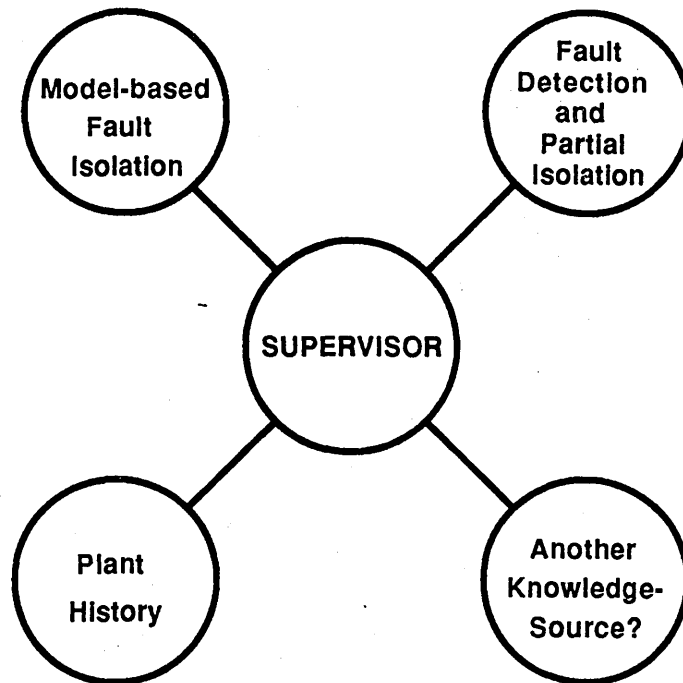 Model-based
Fault
Isolation
Fault
Detection
and
Partial
Isolation
SUPERVISOR
Plant
History
Another
Knowledge-
Source?